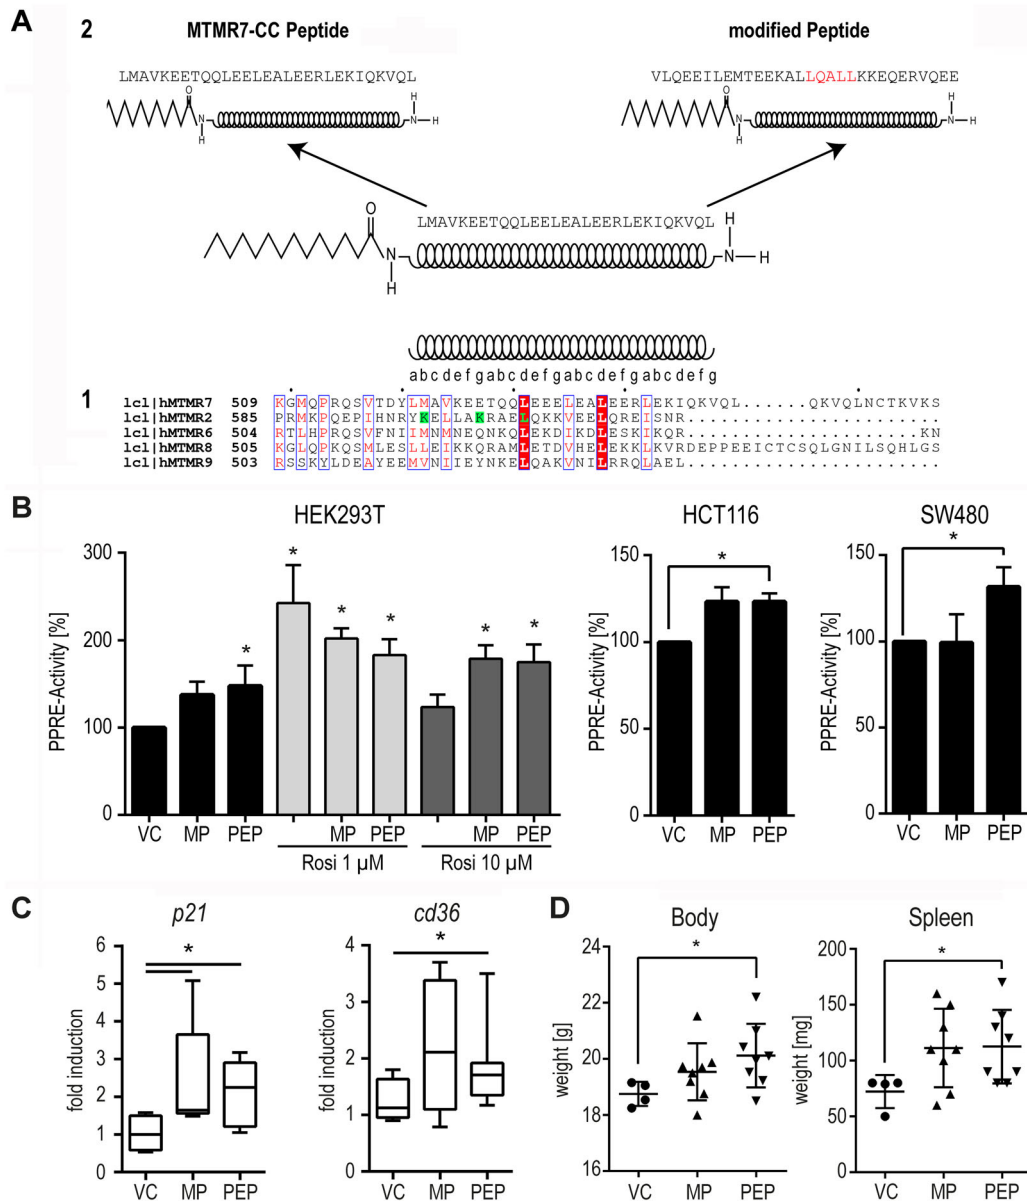 A
2
MTMR7-CC Peptide
modified Peptide
LMAVKEETQQLEELEALEERLEKIQKVQL
VLQEEILEMTEEKALLQALLKKEQERVQEE
O
N
H
H
N
H
O
N
H
H
N
H
LMAVKEETQQLEELEALEERLEKIQKVQL
O
N
H
H
N
H
abcdefgabcdefgabcdefgabcdefg
1
lcl|hMTMR7 509 KGMQPRQSVTDYLMAVKEETQQLEEELEALEERLEKIQKVQL......QKVQLNCTKVKS
lcl|hMTMR2 585 PRMKPQEPIHNRYKELLAKRAELQKKVEELQREISNR....................
lcl|hMTMR6 504 RTLHPRQSVFNIIMNMNEQNKQLEKDIKDLESKIKQR..................KN
lcl|hMTMR8 505 KGLQPKQSMLESLLEIKKQRAMLETDVHELEKKLKVRDEPPEEICTCSQLGNILSQHLGS
lcl|hMTMR9 503 RSSKYLDEAYEEMVNIIEYNKELQAKVNILRRQLAEL....................
B
HEK293T
HCT116
SW480
PPRE-Activity [%]
300
200
100
0
*
*
*
*
*
*
VC
MP
PEP
MP
PEP
MP
PEP
Rosi 1 µM
Rosi 10 µM
PPRE-Activity [%]
150
100
50
0
*
VC
MP
PEP
PPRE-Activity [%]
150
100
50
0
*
VC
MP
PEP
C
p21
cd36
fold induction
6
5
4
3
2
1
0
*
VC
MP
PEP
fold induction
4
3
2
1
0
*
VC
MP
PEP
D
Body
Spleen
weight [g]
24
22
20
18
16
*
VC
MP
PEP
weight [mg]
200
150
100
50
0
*
VC
MP
PEP